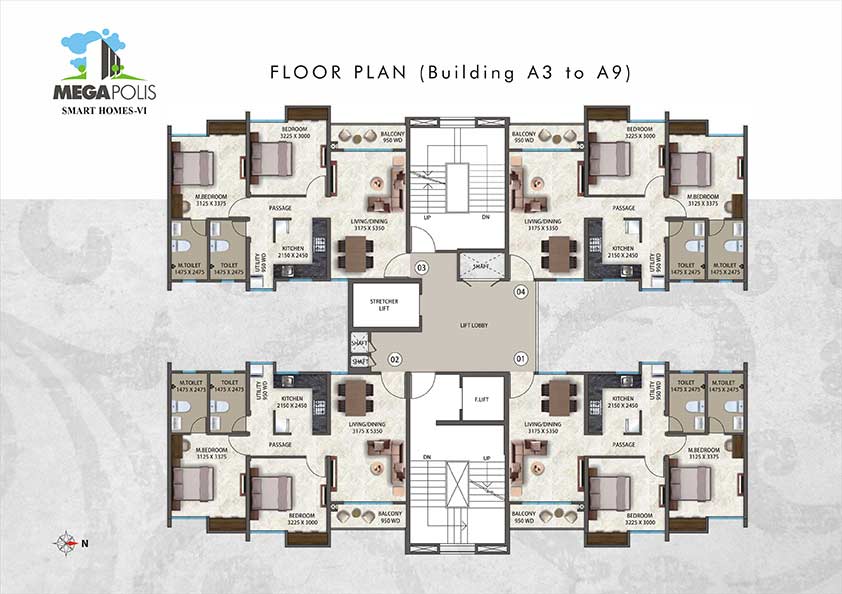 MEGAPOLIS
SMART HOMES-VI
FLOOR PLAN (Building A3 to A9)
BEDROOM
3225 X 3000
BALCONY
950 WD
M.BEDROOM
3125 X 3375
PASSAGE
LIVING/DINING
3175 X 5350
KITCHEN
2150 X 2450
UTILITY
950 WD
M.TOILET
1475 X 2475
TOILET
1475 X 2475
UP
DN
BALCONY
950 WD
BEDROOM
3225 X 3000
M.BEDROOM
3125 X 3375
PASSAGE
LIVING/DINING
3175 X 5350
KITCHEN
2150 X 2450
UTILITY
950 WD
TOILET
1475 X 2475
M.TOILET
1475 X 2475
03
SHAFT
04
STRETCHER
LIFT
LIFT LOBBY
SHAFT
SHAFT
02
01
M.TOILET
1475 X 2475
TOILET
1475 X 2475
UTILITY
950 WD
KITCHEN
2150 X 2450
LIVING/DINING
3175 X 5350
PASSAGE
M.BEDROOM
3125 X 3375
BEDROOM
3225 X 3000
BALCONY
950 WD
F.LIFT
DN
UP
KITCHEN
2150 X 2450
UTILITY
950 WD
TOILET
1475 X 2475
M.TOILET
1475 X 2475
LIVING/DINING
3175 X 5350
PASSAGE
M.BEDROOM
3125 X 3375
BALCONY
950 WD
BEDROOM
3225 X 3000
N